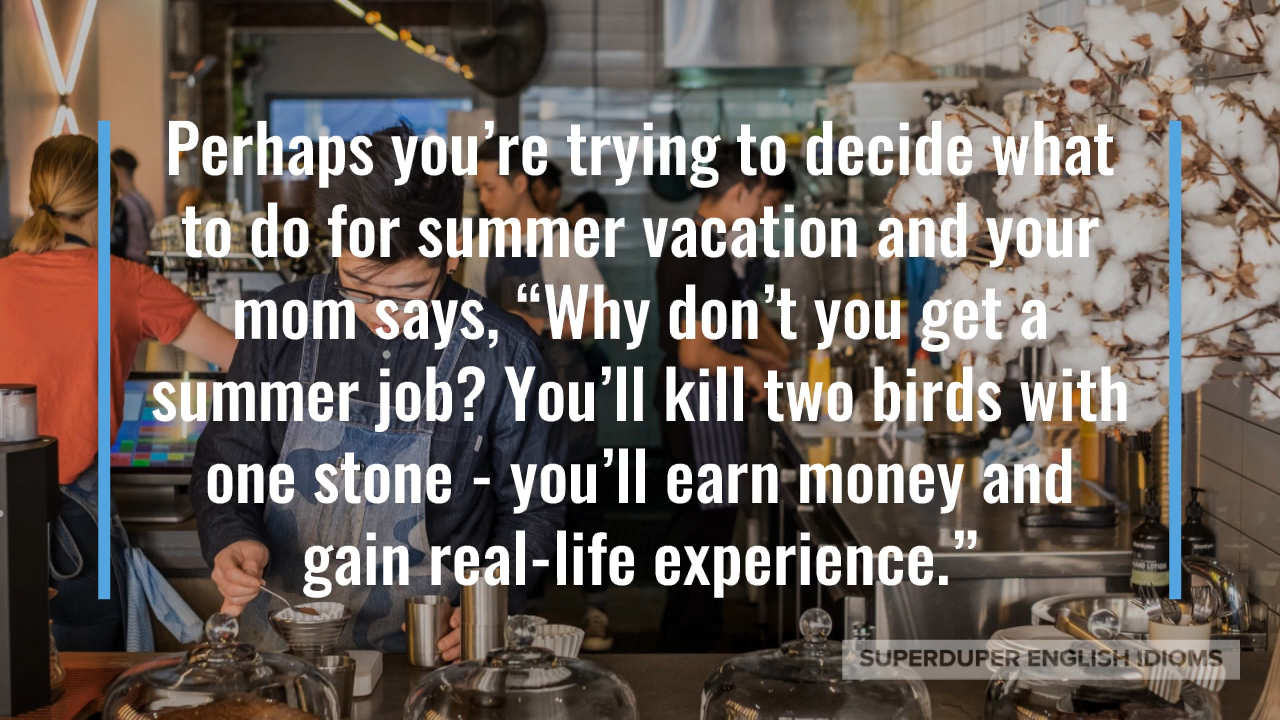 Perhaps you’re trying to decide what
to do for summer vacation and your
mom says, “Why don’t you get a
summer job? You’ll kill two birds with
one stone - you’ll earn money and
gain real-life experience.”
SUPERDUPER ENGLISH IDIOMS